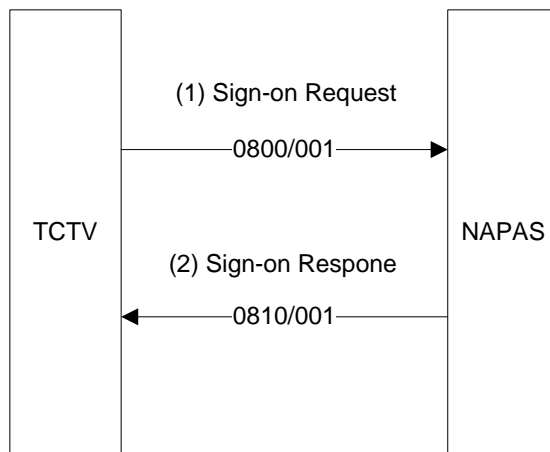 (1) Sign-on Request
0800/001
TCTV
NAPAS
(2) Sign-on Respone
0810/001